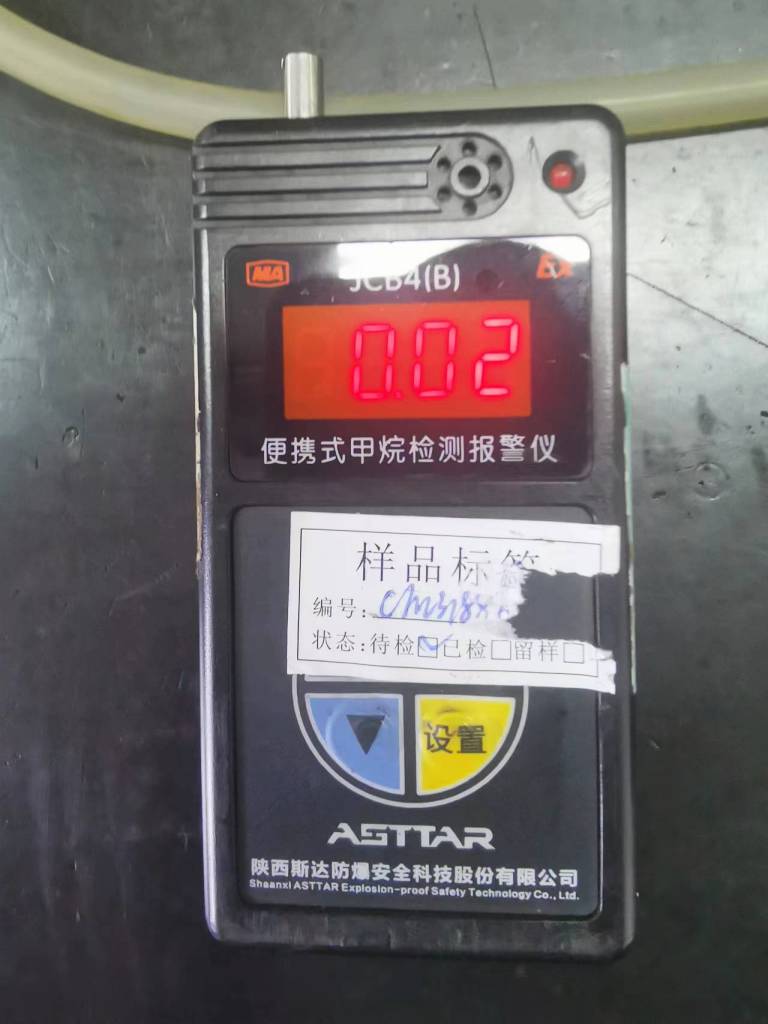 MA
JCB4(B)
Ex
0.02
便携式甲烷检测报警仪
样品标签
编号:
状态:待检☑已检□留样□
设置
ASTTAR
陕西斯达防爆安全科技股份有限公司
Shaanxi ASTTAR Explosion-proof Safety Technology Co., Ltd.